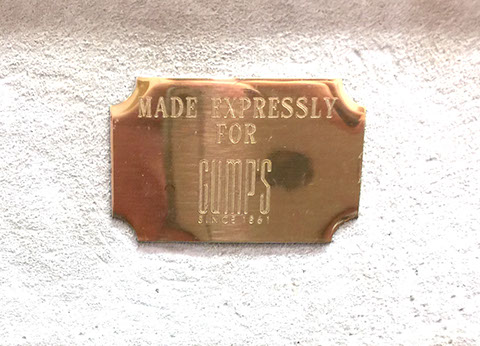 MADE EXPRESSLY
FOR
GUMP'S
SINCE 1861